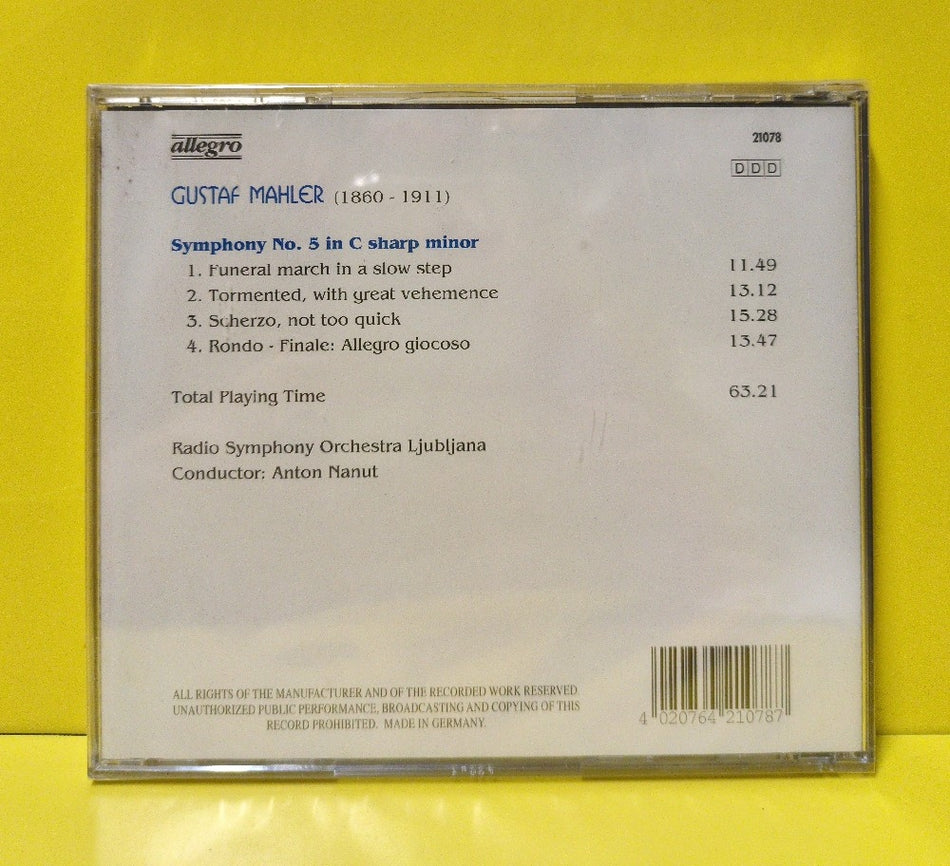 allegro
21078
DDD
GUSTAF MAHLER (1860 - 1911)
Symphony No. 5 in C sharp minor
1. Funeral march in a slow step 11.49
2. Tormented, with great vehemence 13.12
3. Scherzo, not too quick 15.28
4. Rondo - Finale: Allegro giocoso 13.47
Total Playing Time 63.21
Radio Symphony Orchestra Ljubljana
Conductor: Anton Nanut
ALL RIGHTS OF THE MANUFACTURER AND OF THE RECORDED WORK RESERVED
UNAUTHORIZED PUBLIC PERFORMANCE, BROADCASTING AND COPYING OF THIS
RECORD PROHIBITED. MADE IN GERMANY.
4 020764 210787